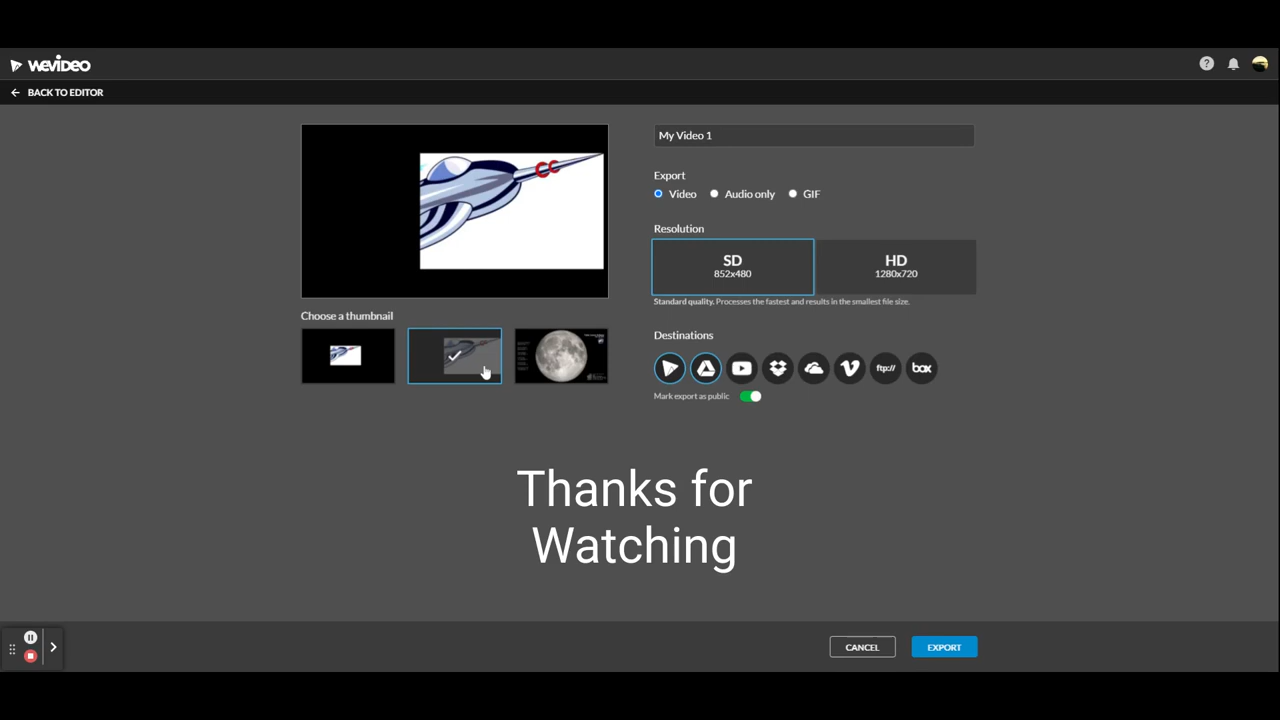 WeVIDEO
BACK TO EDITOR
My Video 1
Export
Video
Audio only
GIF
Resolution
SD
852x480
HD
1280x720
Standard quality. Processes the fastest and results in the smallest file size.
Choose a thumbnail
Destinations
ftp://
box
Mark export as public
Thanks for
Watching
CANCEL
EXPORT